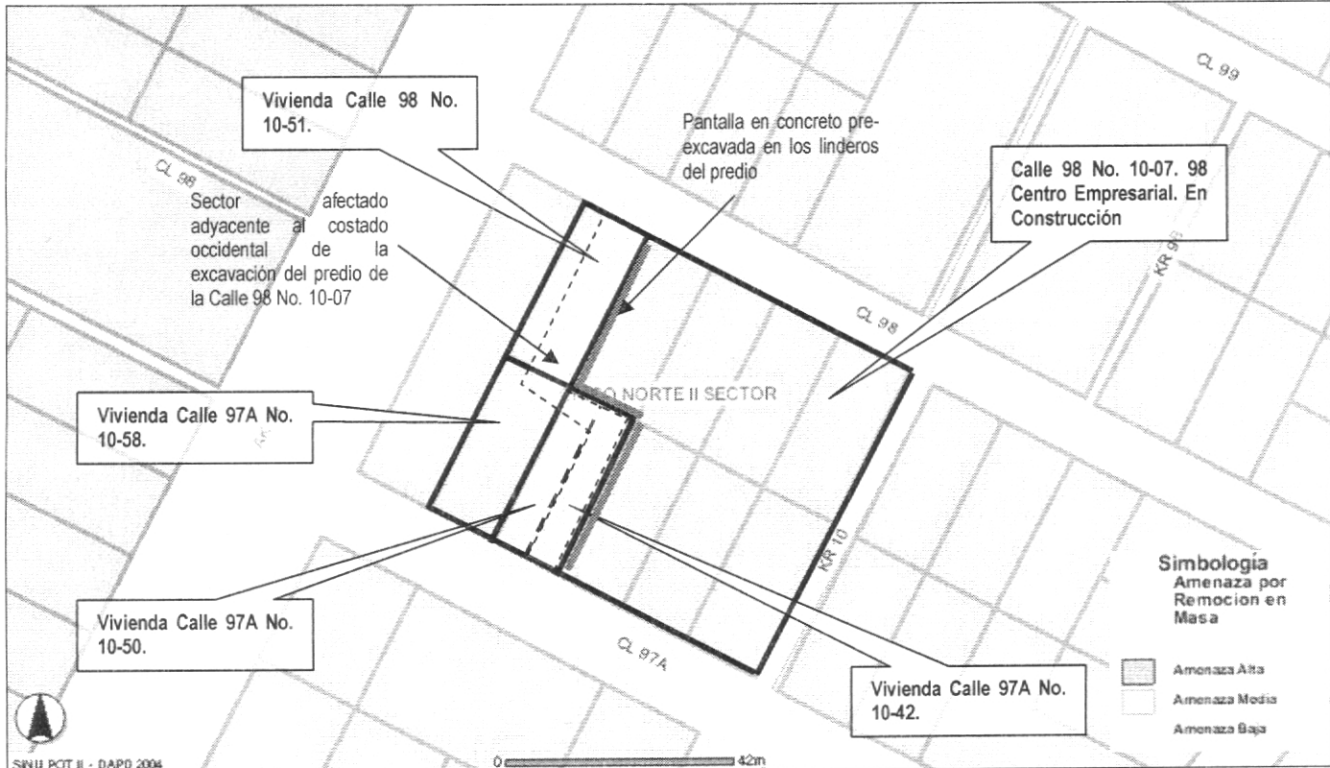 CL 99
Vivienda Calle 98 No.
10-51.
Pantalla en concreto pre-
excavada en los linderos
del predio
Calle 98 No. 10-07. 98
Centro Empresarial. En
Construcción
CL 98
Sector afectado
adyacente al costado
occidental de la
excavación del predio de
la Calle 98 No. 10-07
CL 98
NORTE II SECTOR
Vivienda Calle 97A No.
10-58.
KR 10
Vivienda Calle 97A No.
10-50.
CL 97A
Vivienda Calle 97A No.
10-42.
Simbología
Amenaza por
Remocion en
Masa
Amenaza Alta
Amenaza Media
Amenaza Baja
0 42m
SINU POT II - DAPD 2004